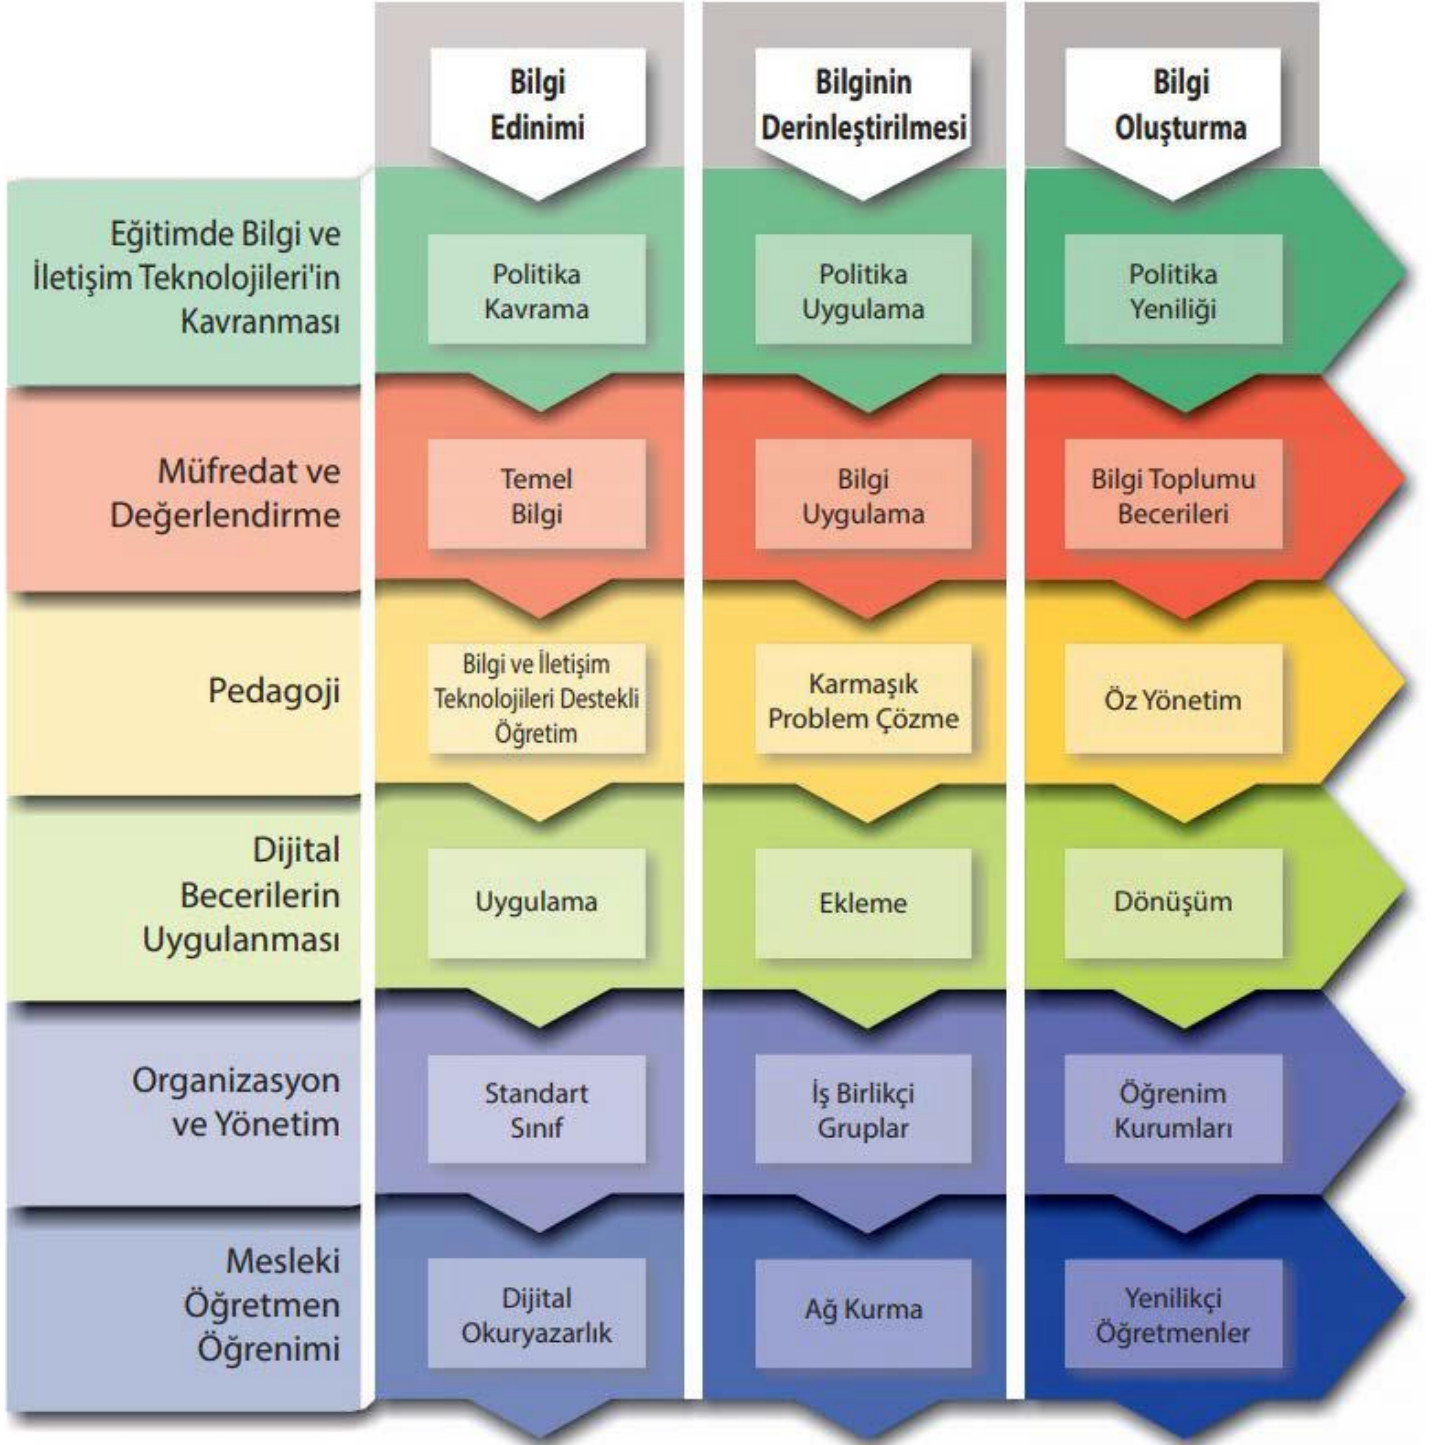 Bilgi
Edinimi
Bilginin
Derinleştirilmesi
Bilgi
Oluşturma
Eğitimde Bilgi ve
İletişim Teknolojileri'in
Kavranması
Politika
Kavrama
Politika
Uygulama
Politika
Yeniliği
Müfredat ve
Değerlendirme
Temel
Bilgi
Bilgi
Uygulama
Bilgi Toplumu
Becerileri
Pedagoji
Bilgi ve İletişim
Teknolojileri Destekli
Öğretim
Karmaşık
Problem Çözme
Öz Yönetim
Dijital
Becerilerin
Uygulanması
Uygulama
Ekleme
Dönüşüm
Organizasyon
ve Yönetim
Standart
Sınıf
İş Birlikçi
Gruplar
Öğrenim
Kurumları
Mesleki
Öğretmen
Öğrenimi
Dijital
Okuryazarlık
Ağ Kurma
Yenilikçi
Öğretmenler